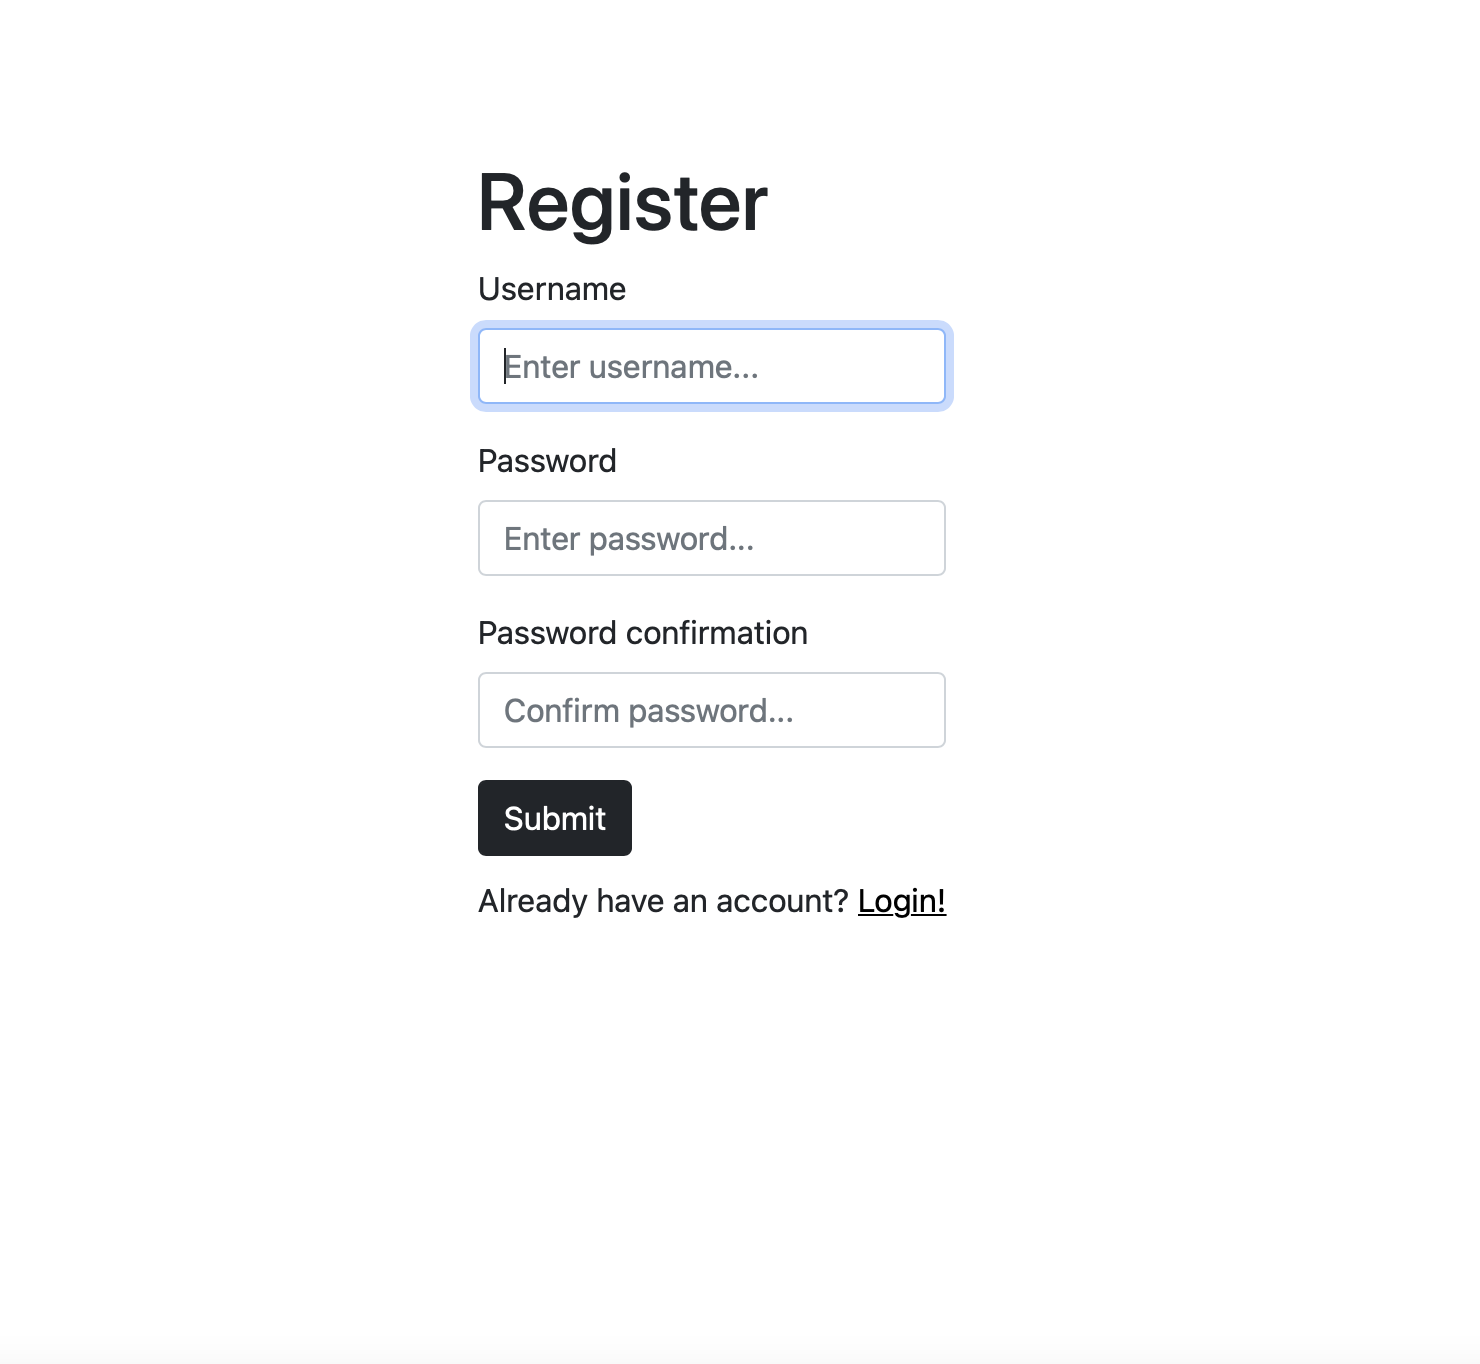 Register
Username
Enter username...
Password
Enter password...
Password confirmation
Confirm password...
Submit
Already have an account? Login!